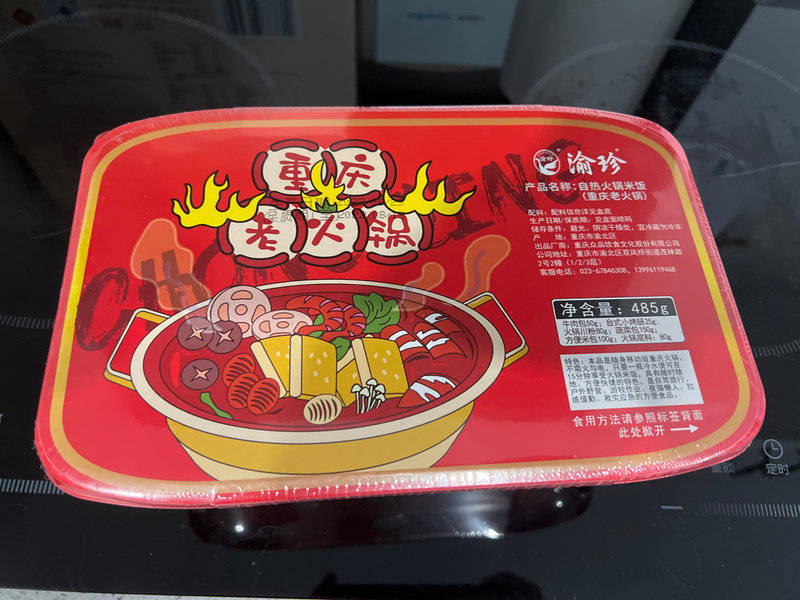 重庆
老火锅
渝珍
渝珍
产品名称：自热火锅米饭
（重庆老火锅）
配料：配料信息详见盒底
生产日期/保质期：见盒面喷码
储存条件：避光，阴凉干燥处，宜冷藏勿冷冻
产 地：重庆市渝北区
出品厂商：重庆众品饮食文化股份有限公司
公司地址：重庆市渝北区双凤桥街道茂林路
2号2幢（1/2/3层）
客服电话：023-67846308，13996119468
净含量：485g
牛肉包50g；台式小烤肠25g；
火锅川粉80g；蔬菜包150g；
方便米包100g；火锅底料：80g
特色：本品是随身移动版重庆火锅，
不需火与电，只要一瓶冷水便可在
15分钟享受火锅米饭，具有随时随
地，方便快捷的特色，是自驾旅行，
户外野营、游牧作业、夜宿懒人、拉
练值勤、救灾应急的方便食品。
食用方法请参照标签背面
此处掀开
定时